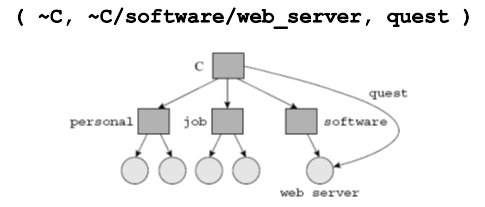 ( ~C, ~C/software/web_server, quest )
C
quest
personal
job
software
web server